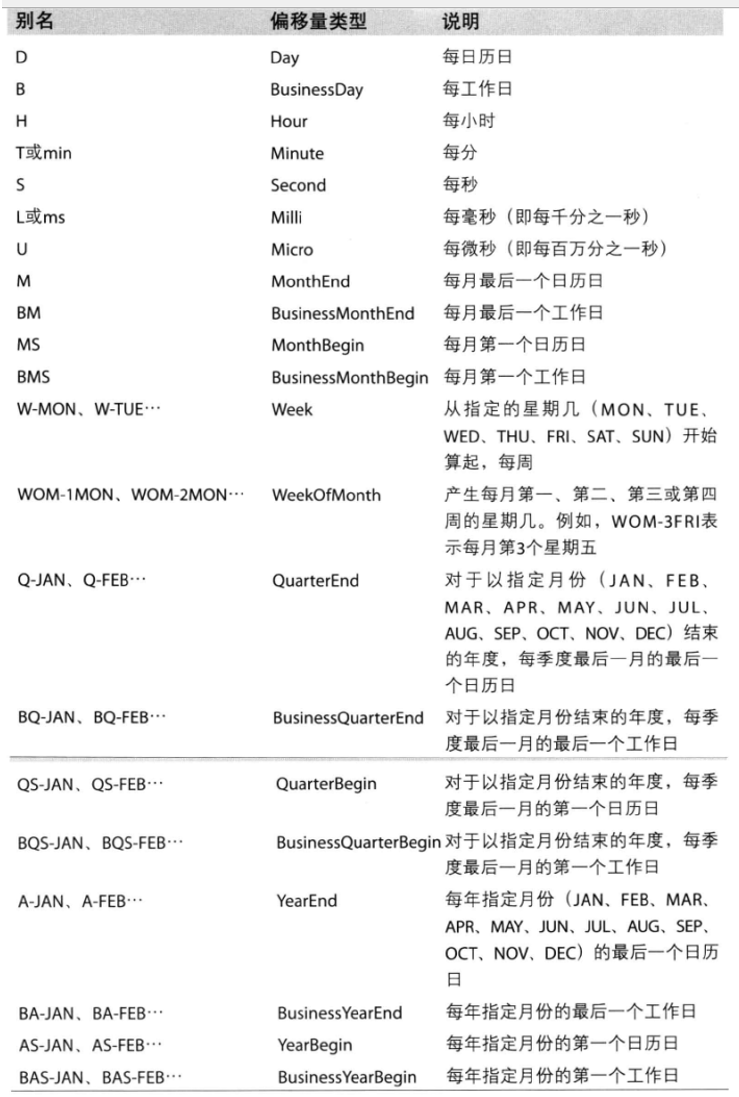 别名 偏移量类型 说明
D Day 每日历日
B BusinessDay 每工作日
H Hour 每小时
T或min Minute 每分
S Second 每秒
L或ms Milli 每毫秒（即每千分之一秒）
U Micro 每微秒（即每百万分之一秒）
M MonthEnd 每月最后一个日历日
BM BusinessMonthEnd 每月最后一个工作日
MS MonthBegin 每月第一个日历日
BMS BusinessMonthBegin 每月第一个工作日
W-MON、W-TUE… Week 从指定的星期几（MON、TUE、
WED、THU、FRI、SAT、SUN）开始
算起，每周
WOM-1MON、WOM-2MON… WeekOfMonth 产生每月第一、第二、第三或第四
周的星期几。例如，WOM-3FRI表
示每月第3个星期五
Q-JAN、Q-FEB… QuarterEnd 对于以指定月份（JAN、FEB、
MAR、APR、MAY、JUN、JUL、
AUG、SEP、OCT、NOV、DEC）结束
的年度，每季度最后一月的最后一
个日历日
BQ-JAN、BQ-FEB… BusinessQuarterEnd 对于以指定月份结束的年度，每季
度最后一月的最后一个工作日
QS-JAN、QS-FEB… QuarterBegin 对于以指定月份结束的年度，每季
度最后一月的第一个日历日
BQS-JAN、BQS-FEB… BusinessQuarterBegin 对于以指定月份结束的年度，每季
度最后一月的第一个工作日
A-JAN、A-FEB… YearEnd 每年指定月份（JAN、FEB、MAR、
APR、MAY、JUN、JUL、AUG、SEP、
OCT、NOV、DEC）的最后一个日历
日
BA-JAN、BA-FEB… BusinessYearEnd 每年指定月份的最后一个工作日
AS-JAN、AS-FEB… YearBegin 每年指定月份的第一个日历日
BAS-JAN、BAS-FEB… BusinessYearBegin 每年指定月份的第一个工作日